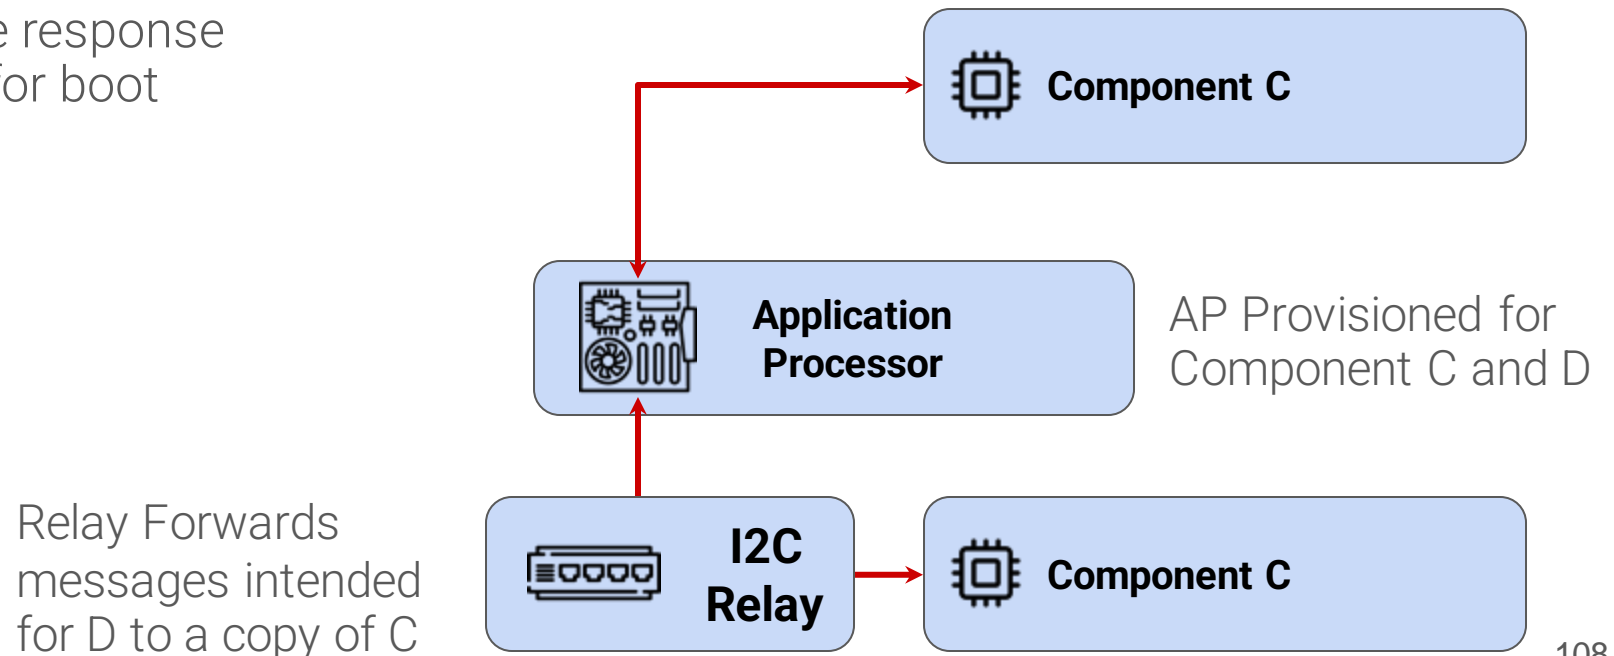 response
for boot
Component C
Application
Processor
AP Provisioned for
Component C and D
Relay Forwards
messages intended
for D to a copy of C
I2C
Relay
Component C
108